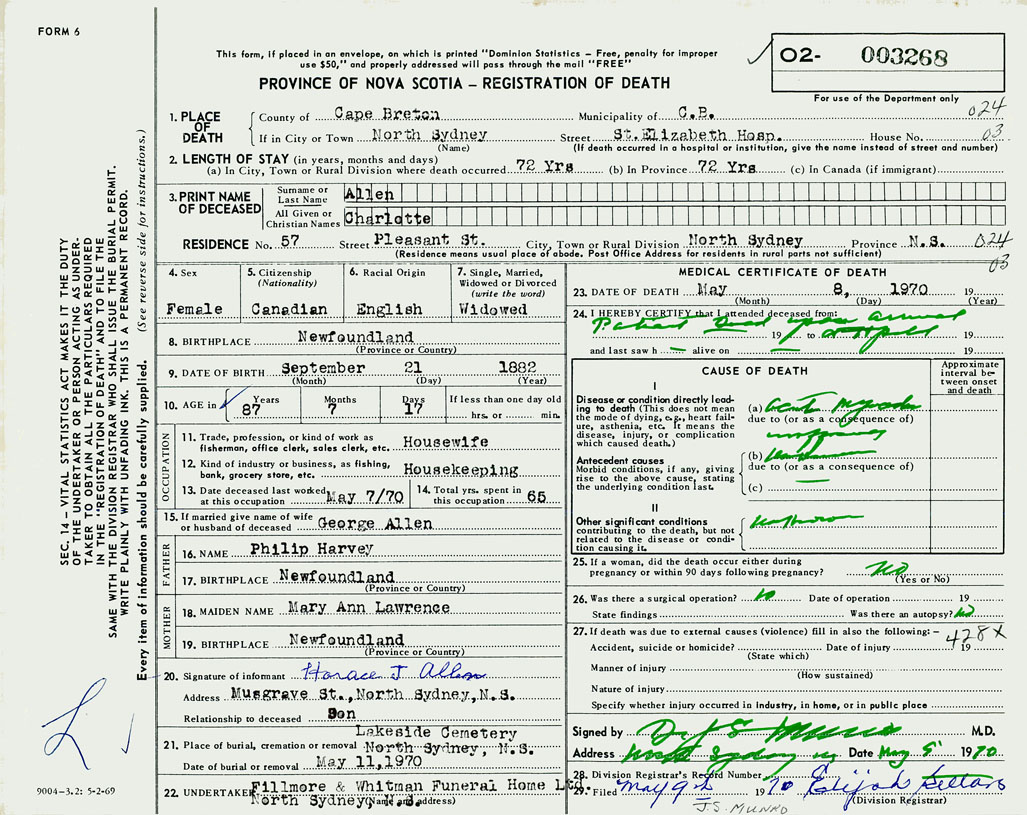 FORM 6
This form, if placed in an envelope, on which is printed "Dominion Statistics – Free, penalty for improper
use $50," and properly addressed will pass through the mail "FREE"
PROVINCE OF NOVA SCOTIA – REGISTRATION OF DEATH
02- 003268
For use of the Department only
SEC. 14 – VITAL STATISTICS ACT MAKES IT THE DUTY
OF THE UNDERTAKER OR PERSON ACTING AS UNDER-
TAKER TO OBTAIN ALL THE PARTICULARS REQUIRED
IN THE "REGISTRATION OF DEATH" AND TO FILE THE
SAME WITH THE DIVISION REGISTRAR WHO SHALL ISSUE THE BURIAL PERMIT.
WRITE PLAINLY WITH UNFADING INK. THIS IS A PERMANENT RECORD.
Every item of information should be carefully supplied. (See reverse side for instructions.)
1. PLACE OF DEATH
County of Cape Breton Municipality of C.B. 024
If in City or Town North Sydney Street St.Elizabeth Hosp. House No. 03
(Name) (If death occurred in a hospital or institution, give the name instead of street and number)
2. LENGTH OF STAY (in years, months and days)
(a) In City, Town or Rural Division where death occurred 72 Yrs (b) In Province 72 Yrs (c) In Canada (if immigrant)
3. PRINT NAME OF DECEASED
Surname or Last Name Allen
All Given or Christian Names Charlotte
RESIDENCE No. 57 Street Pleasant St. City, Town or Rural Division North Sydney Province N.S. 024
(Residence means usual place of abode. Post Office Address for residents in rural parts not sufficient) 03
4. Sex
Female
5. Citizenship
(Nationality)
Canadian
6. Racial Origin
English
7. Single, Married,
Widowed or Divorced
(write the word)
Widowed
8. BIRTHPLACE Newfoundland
(Province or Country)
9. DATE OF BIRTH September 21 1882
(Month) (Day) (Year)
10. AGE in Years 87 Months 7 Days 17 If less than one day old
hrs. or min.
OCCUPATION
11. Trade, profession, or kind of work as
fisherman, office clerk, sales clerk, etc. Housewife
12. Kind of industry or business, as fishing,
bank, grocery store, etc. Housekeeping
13. Date deceased last worked
at this occupation May 7/70
14. Total yrs. spent in
this occupation 65
15. If married give name of wife
or husband of deceased George Allen
FATHER
16. NAME Philip Harvey
17. BIRTHPLACE Newfoundland
(Province or Country)
MOTHER
18. MAIDEN NAME Mary Ann Lawrence
19. BIRTHPLACE Newfoundland
(Province or Country)
20. Signature of informant Horace J Allen
Address Musgrave St., North Sydney, N.S.
Relationship to deceased Son
Lakeside Cemetery
21. Place of burial, cremation or removal North Sydney, N.S.
Date of burial or removal May 11,1970
22. UNDERTAKER Fillmore & Whitman Funeral Home Ltd.
North Sydney (Name and address)
9004-3.2: 5-2-69
MEDICAL CERTIFICATE OF DEATH
23. DATE OF DEATH May 8, 1970 19
(Month) (Day) (Year)
24. I HEREBY CERTIFY that I attended deceased from:
Patient Dead upon arrival
19 to at Hospital 19
and last saw h — alive on — 19
CAUSE OF DEATH
Approximate
interval be-
tween onset
and death
I
Disease or condition directly lead-
ing to death (This does not
mean the mode of dying, e.g., heart fail-
ure, asthenia, etc. It means the
disease, injury, or complication
which caused death.)
(a)
due to (or as a consequence of)
Antecedent causes
Morbid conditions, if any, giving
rise to the above cause, stating
the underlying condition last.
(b)
due to (or as a consequence of)
(c) —
II
Other significant conditions
contributing to the death, but not
related to the disease or condi-
tion causing it.
25. If a woman, did the death occur either during
pregnancy or within 90 days following pregnancy? No
(Yes or No)
26. Was there a surgical operation? No Date of operation 19
State findings Was there an autopsy? No
27. If death was due to external causes (violence) fill in also the following: – 428X
Accident, suicide or homicide? Date of injury 19
(State which)
Manner of injury
(How sustained)
Nature of injury
Specify whether injury occurred in industry, in home, or in public place
Signed by Dr J S Munro M.D.
Address North Sydney NS Date May 9 1970
28. Division Registrar's Record Number
29. Filed May 9th 1970 Elijah
(Division Registrar)
J.S. MUNRO